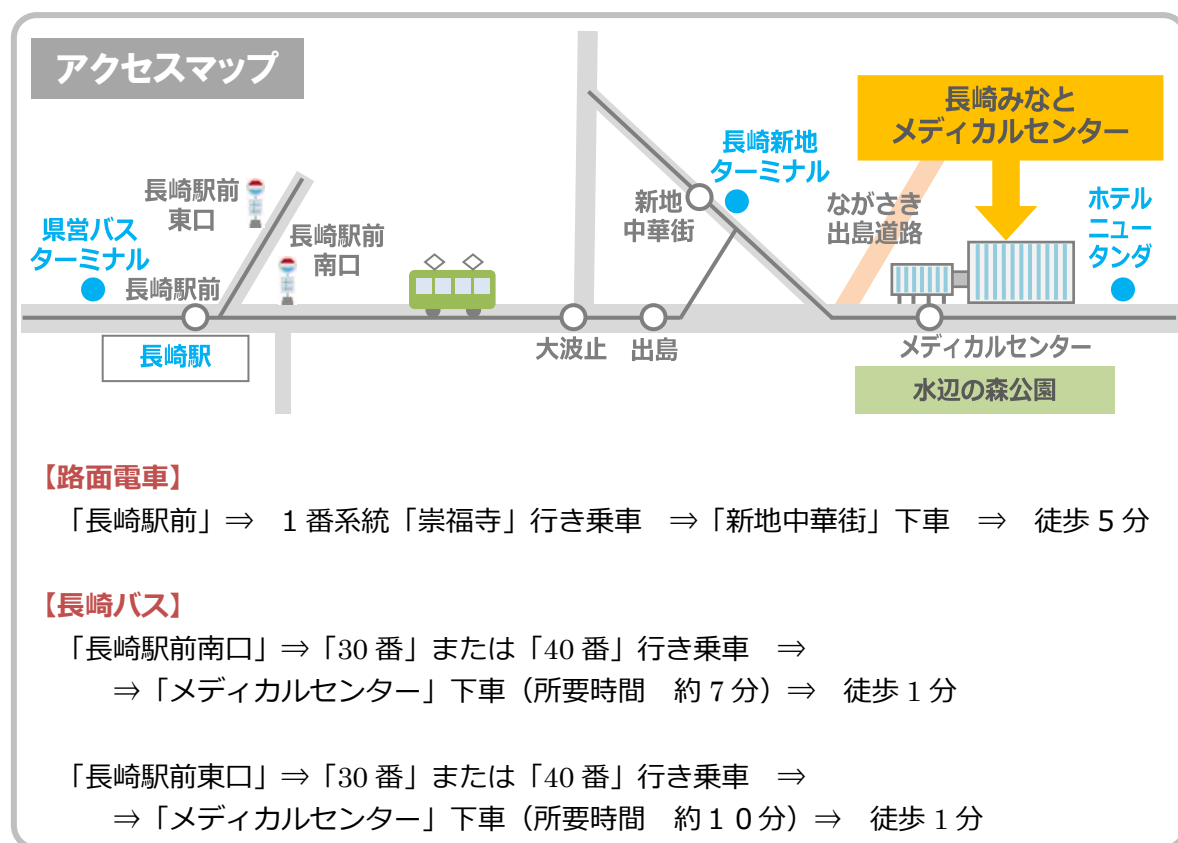 アクセスマップ
長崎みなと
メディカルセンター
長崎新地
ターミナル
長崎駅前
東口
新地
中華街
ながさき
出島道路
ホテル
ニュー
タンダ
県営バス
ターミナル
長崎駅前
南口
長崎駅前
長崎駅
大波止
出島
メディカルセンター
水辺の森公園
【路面電車】
「長崎駅前」⇒　１番系統「崇福寺」行き乗車　⇒「新地中華街」下車　⇒　徒歩５分
【長崎バス】
「長崎駅前南口」⇒「30番」または「40番」行き乗車　⇒
⇒「メディカルセンター」下車（所要時間　約7分）⇒　徒歩1分
「長崎駅前東口」⇒「30番」または「40番」行き乗車　⇒
⇒「メディカルセンター」下車（所要時間　約１０分）⇒　徒歩1分